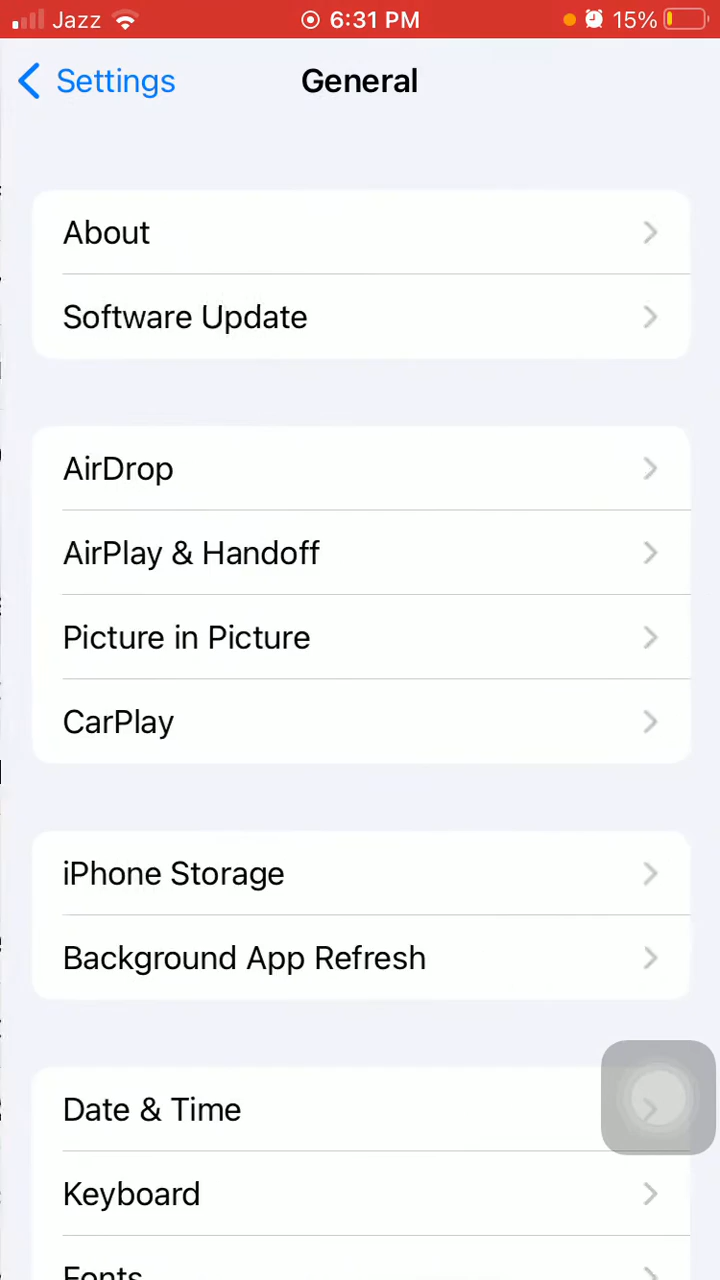 Jazz 6:31 PM 15%
Settings General
About
Software Update
AirDrop
AirPlay & Handoff
Picture in Picture
CarPlay
iPhone Storage
Background App Refresh
Date & Time
Keyboard
Fonts